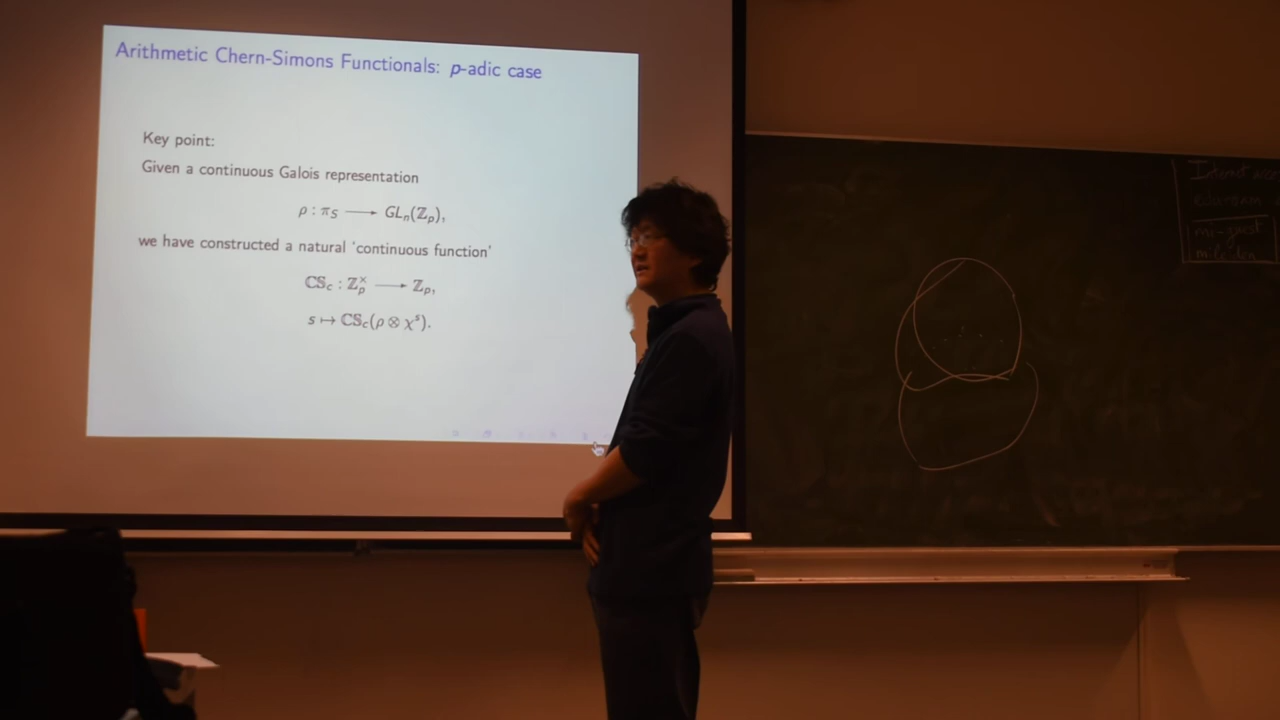 Arithmetic Chern-Simons Functionals: p-adic case
Key point:
Given a continuous Galois representation
ρ : π_S ⟶ GL_n(ℤ_p),
we have constructed a natural 'continuous function'
ℂ𝕊_c : ℤ_p^× ⟶ ℤ_p,
s ↦ ℂ𝕊_c(ρ ⊗ χ^s).
Internet